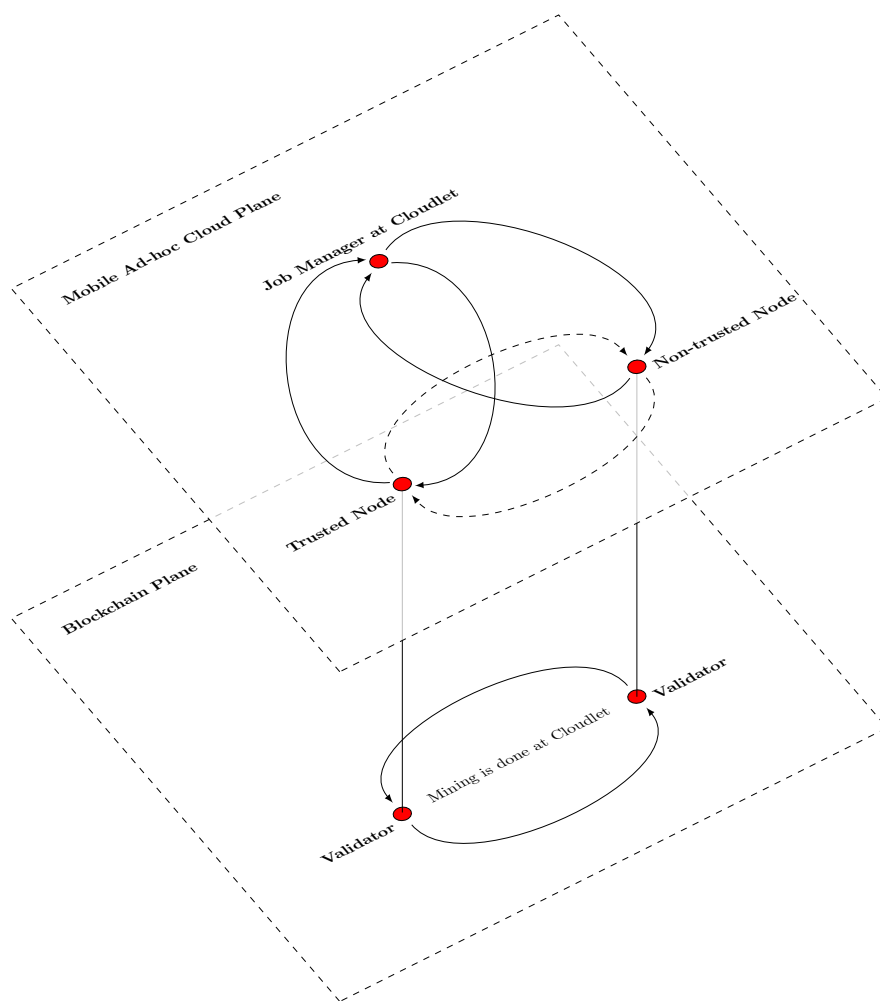 Mobile Ad-hoc Cloud Plane
Job Manager at Cloudlet
Non-trusted Node
Trusted Node
Blockchain Plane
Validator
Mining is done at Cloudlet
Validator